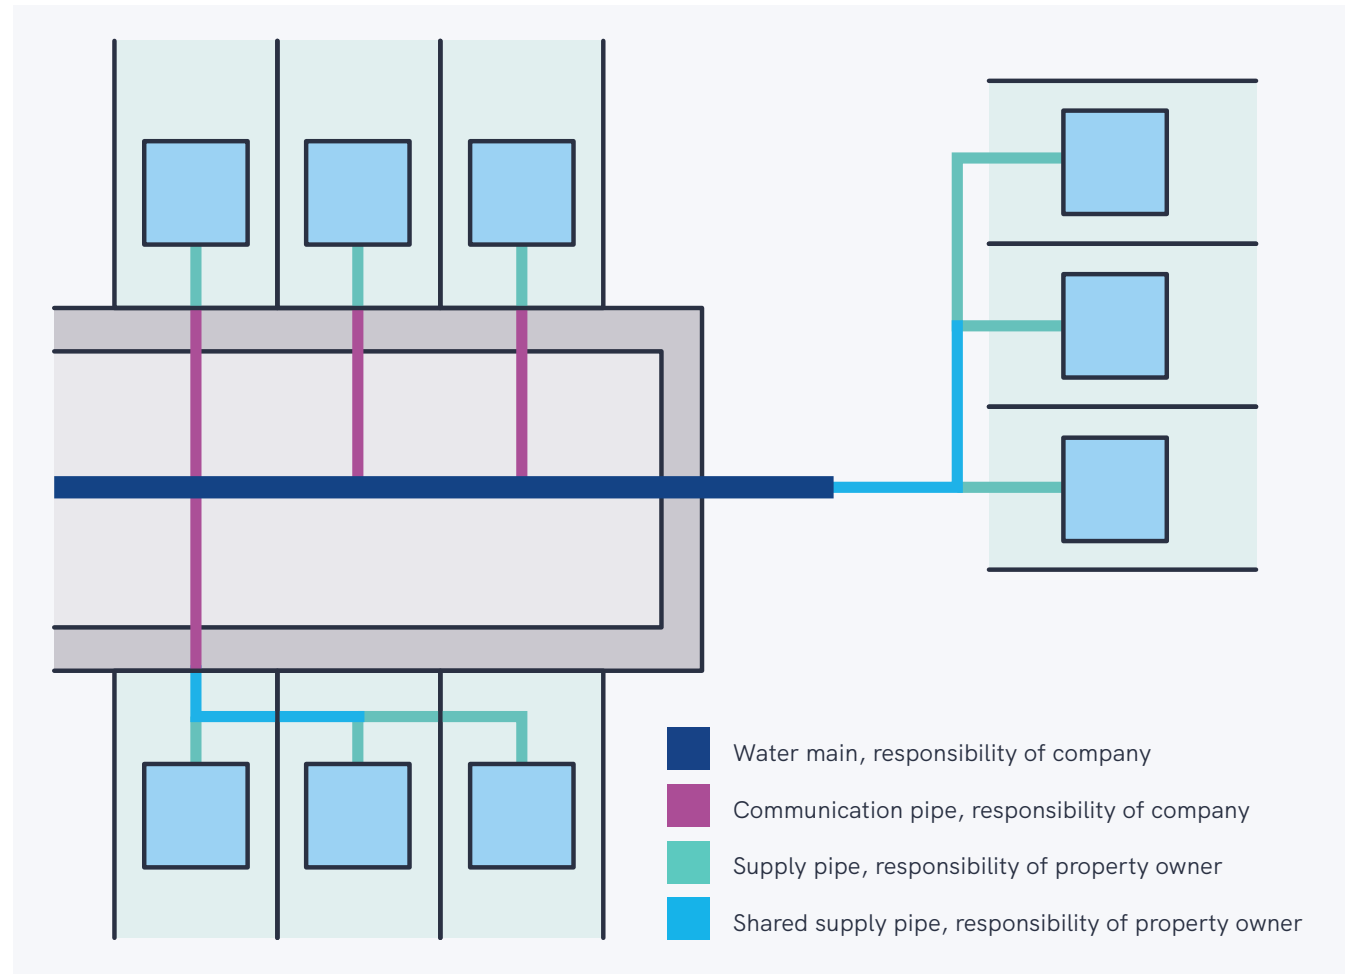 Water main, responsibility of company
Communication pipe, responsibility of company
Supply pipe, responsibility of property owner
Shared supply pipe, responsibility of property owner